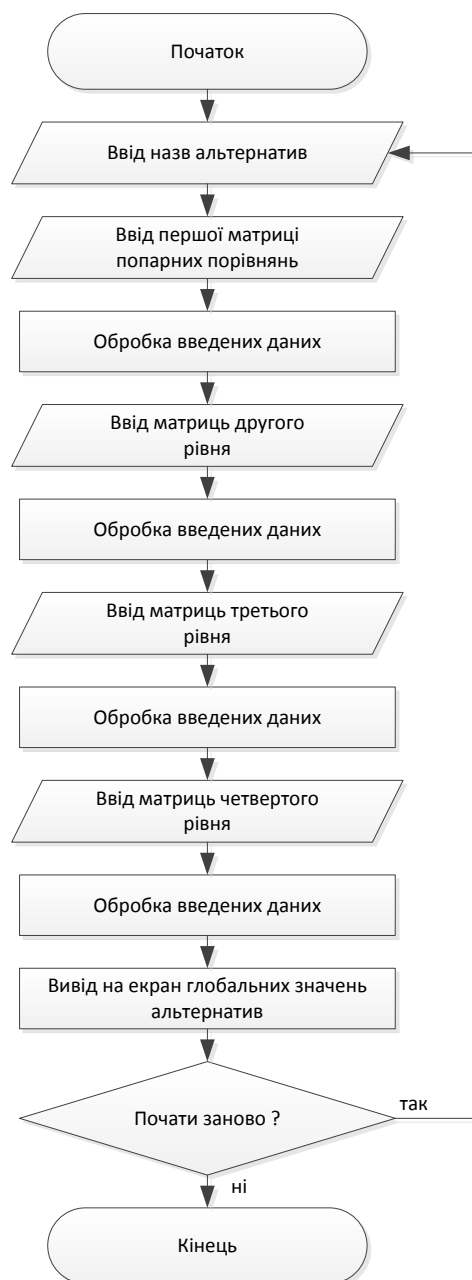 Початок
Ввід назв альтернатив
Ввід першої матриці
попарних порівнянь
Обробка введених даних
Ввід матриць другого
рівня
Обробка введених даних
Ввід матриць третього
рівня
Обробка введених даних
Ввід матриць четвертого
рівня
Обробка введених даних
Вивід на екран глобальних значень
альтернатив
Почати заново ?
так
ні
Кінець